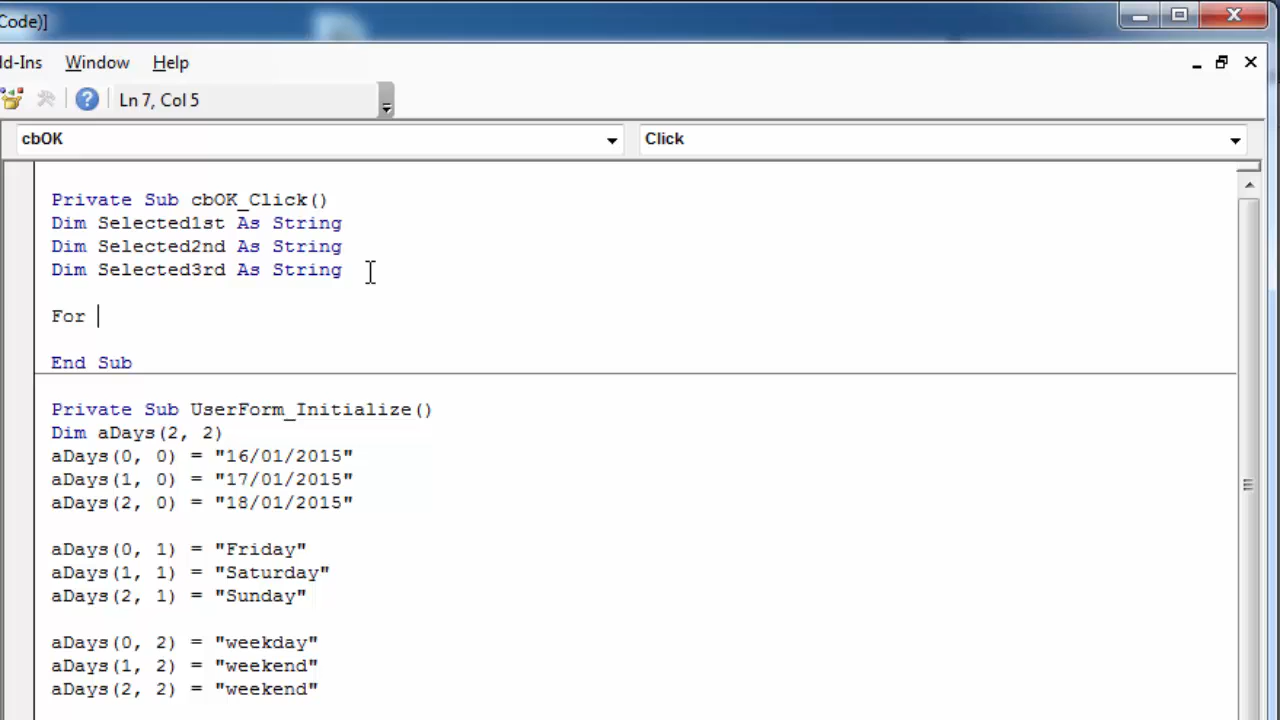 Code)]
ld-Ins Window Help
Ln 7, Col 5
cbOK Click
Private Sub cbOK_Click()
Dim Selected1st As String
Dim Selected2nd As String
Dim Selected3rd As String
For
End Sub
Private Sub UserForm_Initialize()
Dim aDays(2, 2)
aDays(0, 0) = "16/01/2015"
aDays(1, 0) = "17/01/2015"
aDays(2, 0) = "18/01/2015"
aDays(0, 1) = "Friday"
aDays(1, 1) = "Saturday"
aDays(2, 1) = "Sunday"
aDays(0, 2) = "weekday"
aDays(1, 2) = "weekend"
aDays(2, 2) = "weekend"